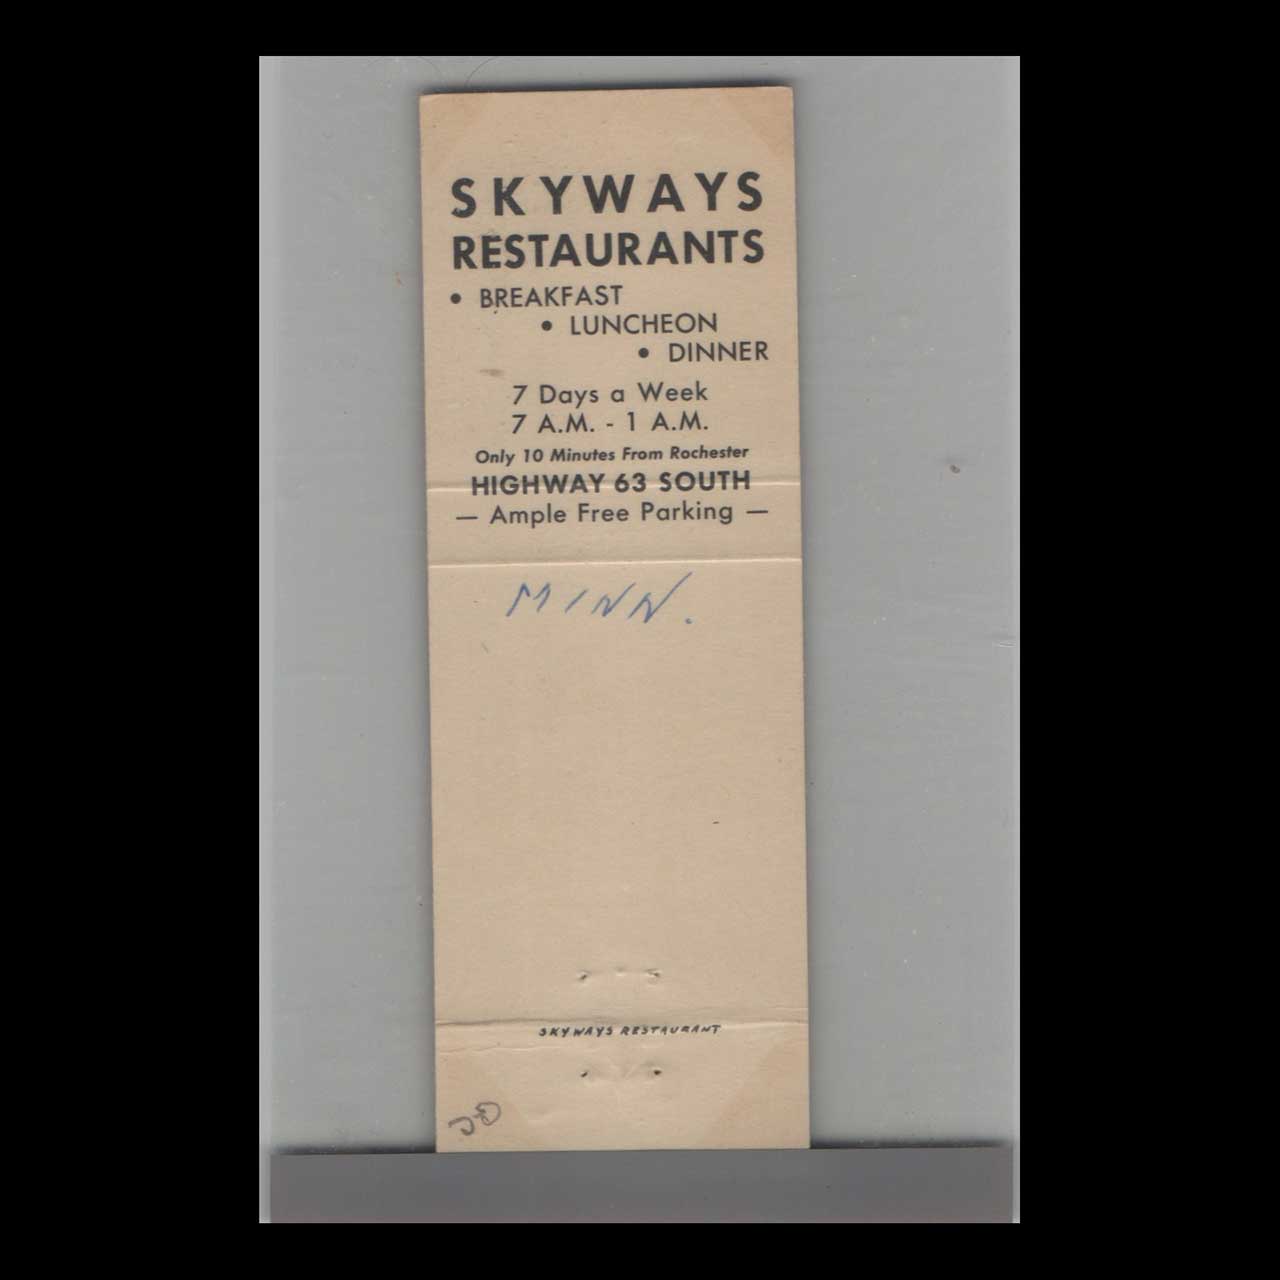 SKYWAYS
RESTAURANTS
• BREAKFAST
• LUNCHEON
• DINNER
7 Days a Week
7 A.M. - 1 A.M.
Only 10 Minutes From Rochester
HIGHWAY 63 SOUTH
— Ample Free Parking —
MINN.
SKYWAYS RESTAURANT